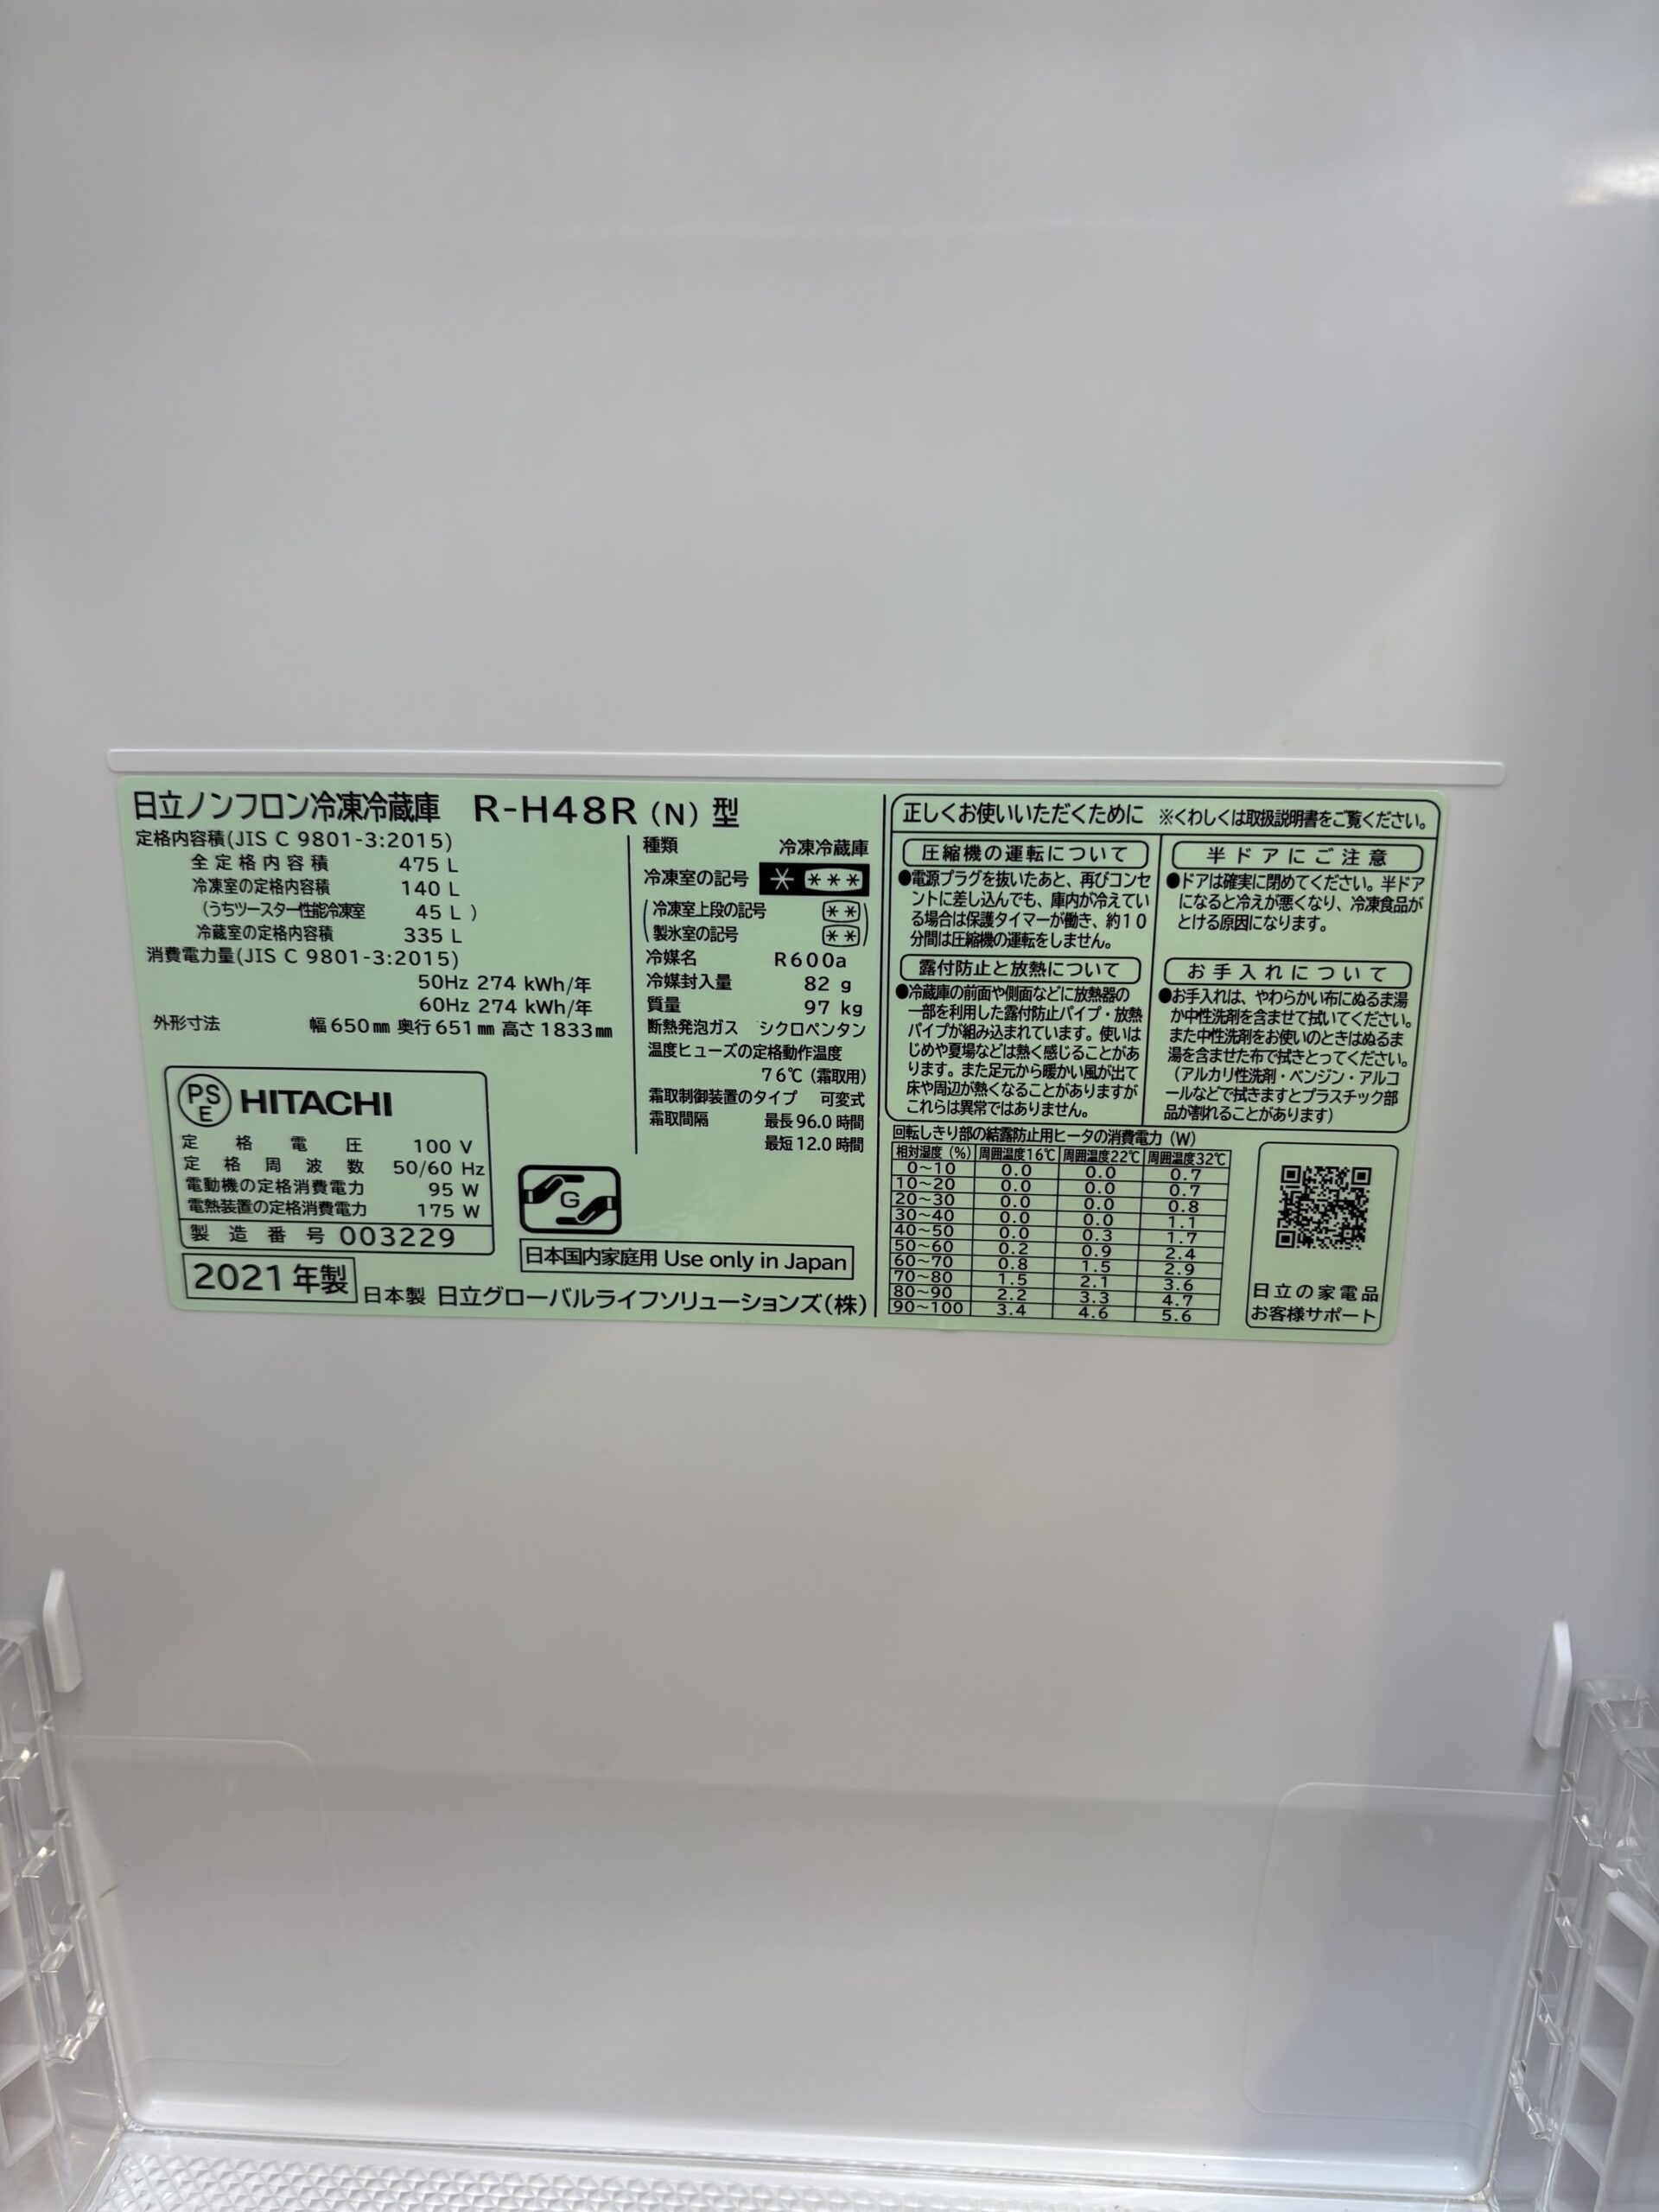 日立ノンフロン冷凍冷蔵庫 R-H48R (N) 型
定格内容積(JIS C 9801-3:2015)
全定格内容積 475 L
冷凍室の定格内容積 140 L
(うちツースター性能冷凍室 45 L )
冷蔵室の定格内容積 335 L
消費電力量(JIS C 9801-3:2015)
50Hz 274 kWh/年
60Hz 274 kWh/年
外形寸法 幅650㎜ 奥行651㎜ 高さ1833㎜
PS E HITACHI
定格電圧 100 V
定格周波数 50/60 Hz
電動機の定格消費電力 95 W
電熱装置の定格消費電力 175 W
製造番号 003229
2021年製
日本製 日立グローバルライフソリューションズ(株)
種類 冷凍冷蔵庫
冷凍室の記号 * ***
(冷凍室上段の記号 **
製氷室の記号 **)
冷媒名 R600a
冷媒封入量 82 g
質量 97 kg
断熱発泡ガス シクロペンタン
温度ヒューズの定格動作温度
76℃(霜取用)
霜取制御装置のタイプ 可変式
霜取間隔 最長96.0時間
最短12.0時間
G
日本国内家庭用 Use only in Japan
正しくお使いいただくために ※くわしくは取扱説明書をご覧ください。
圧縮機の運転について
●電源プラグを抜いたあと、再びコンセ
ントに差し込んでも、庫内が冷えてい
る場合は保護タイマーが働き、約10
分間は圧縮機の運転をしません。
露付防止と放熱について
●冷蔵庫の前面や側面などに放熱器の
一部を利用した露付防止パイプ・放熱
パイプが組み込まれています。使いは
じめや夏場などは熱く感じることがあ
ります。また足元から暖かい風が出て
床や周辺が熱くなることがありますが
これらは異常ではありません。
半ドアにご注意
●ドアは確実に閉めてください。半ドア
になると冷えが悪くなり、冷凍食品が
とける原因になります。
お手入れについて
●お手入れは、やわらかい布にぬるま湯
か中性洗剤を含ませて拭いてください。
また中性洗剤をお使いのときはぬるま
湯を含ませた布で拭きとってください。
(アルカリ性洗剤・ベンジン・アルコ
ールなどで拭きますとプラスチック部
品が割れることがあります)
回転しきり部の結露防止用ヒータの消費電力(W)
相対湿度(%) 周囲温度16℃ 周囲温度22℃ 周囲温度32℃
0～10 0.0 0.0 0.7
10～20 0.0 0.0 0.7
20～30 0.0 0.0 0.8
30～40 0.0 0.0 1.1
40～50 0.0 0.3 1.7
50～60 0.2 0.9 2.4
60～70 0.8 1.5 2.9
70～80 1.5 2.1 3.6
80～90 2.2 3.3 4.7
90～100 3.4 4.6 5.6
日立の家電品
お客様サポート